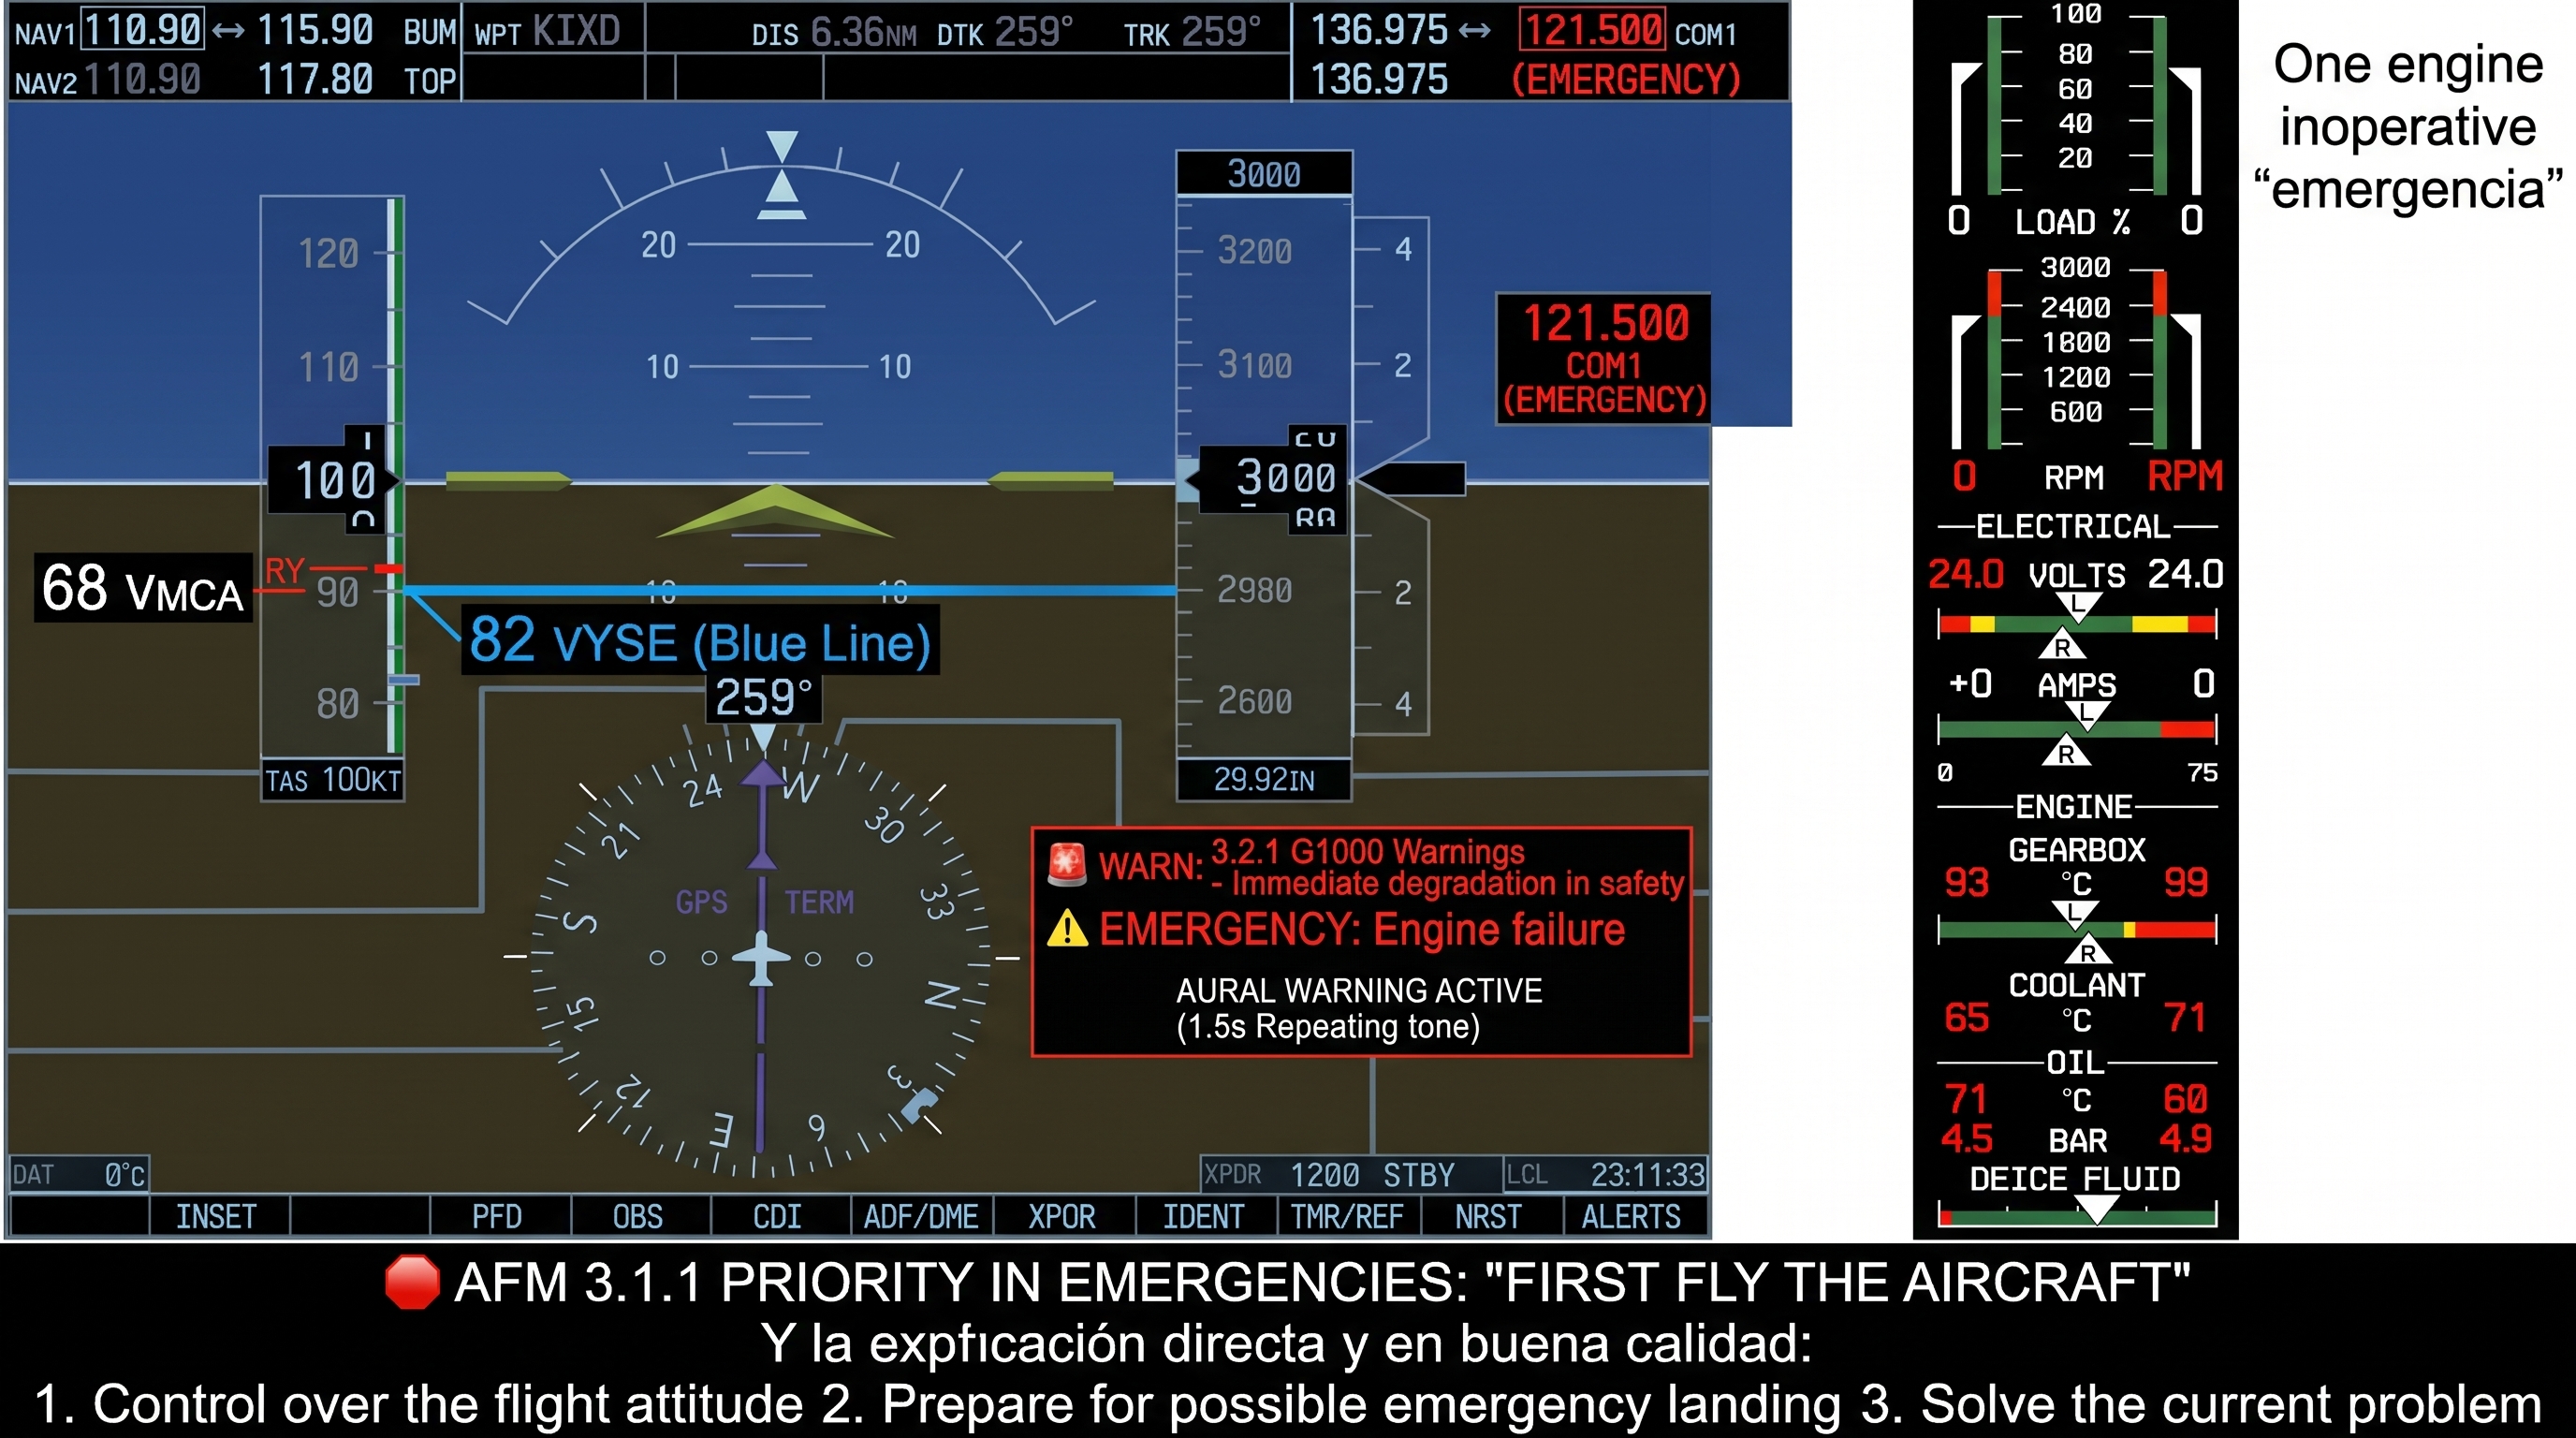 NAV1 110.90 ↔ 115.90 BUM
NAV2 110.90 117.80 TOP
WPT KIXD
DIS 6.36NM DTK 259° TRK 259°
136.975 ↔ 121.500 COM1
136.975 (EMERGENCY)
20 20
10 10
120
110
100
RY
90
80
TAS 100KT
68 VMCA
82 VYSE (Blue Line)
3000
3200
3100
3000
2980
2600
29.92IN
4
2
2
4
121.500
COM1
(EMERGENCY)
259°
24 W 30 33 N 3 6 E 12 15 S 21
GPS TERM
WARN: 3.2.1 G1000 Warnings
- Immediate degradation in safety
EMERGENCY: Engine failure
AURAL WARNING ACTIVE
(1.5s Repeating tone)
DAT 0°C
XPDR 1200 STBY LCL 23:11:33
INSET PFD OBS CDI ADF/DME XPOR IDENT TMR/REF NRST ALERTS
100
80
60
40
20
0 LOAD % 0
3000
2400
1800
1200
600
0 RPM RPM
ELECTRICAL
24.0 VOLTS 24.0
L
R
+0 AMPS 0
L
R
0 75
ENGINE
GEARBOX
93 °C 99
L
R
COOLANT
65 °C 71
OIL
71 °C 60
4.5 BAR 4.9
DEICE FLUID
One engine
inoperative
“emergencia”
AFM 3.1.1 PRIORITY IN EMERGENCIES: "FIRST FLY THE AIRCRAFT"
Y la expficación directa y en buena calidad:
1. Control over the flight attitude 2. Prepare for possible emergency landing 3. Solve the current problem